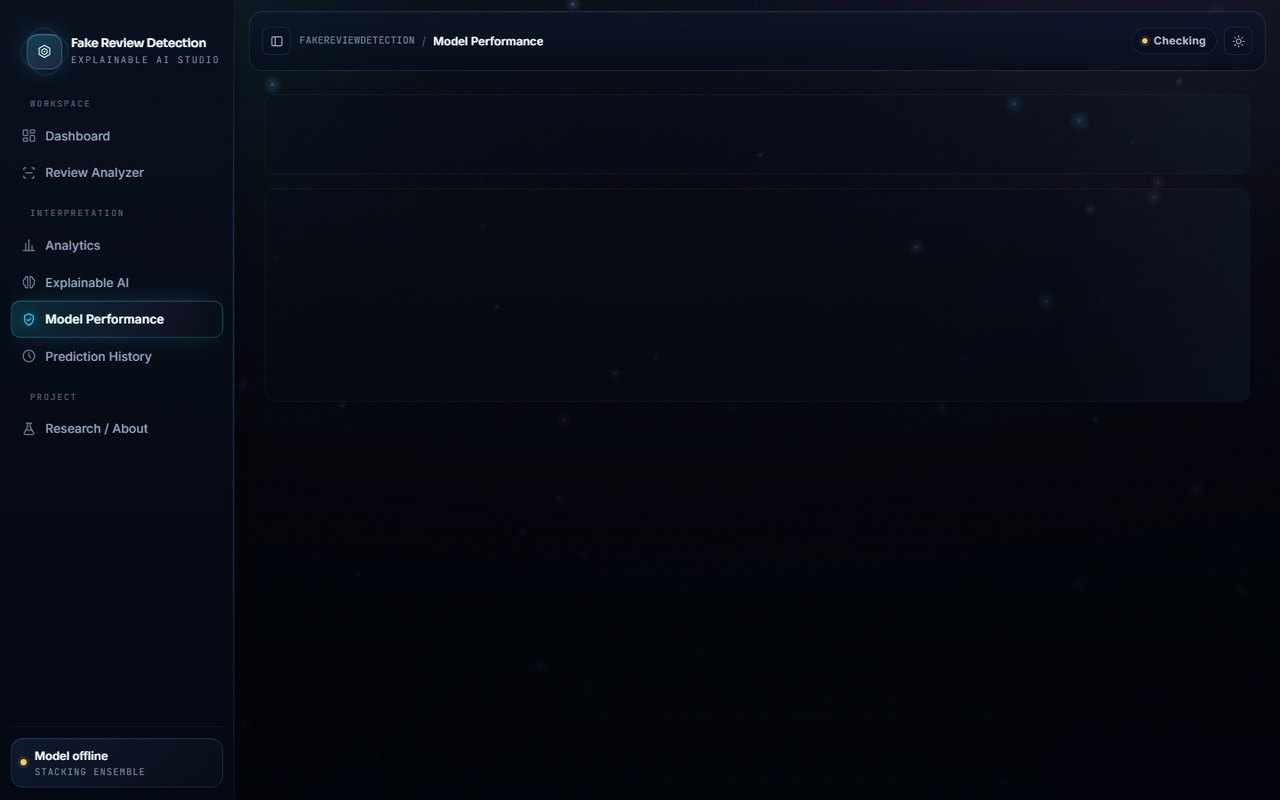 Fake Review Detection
EXPLAINABLE AI STUDIO
WORKSPACE
Dashboard
Review Analyzer
INTERPRETATION
Analytics
Explainable AI
Model Performance
Prediction History
PROJECT
Research / About
Model offline
STACKING ENSEMBLE
FAKEREVIEWDETECTION / Model Performance
Checking